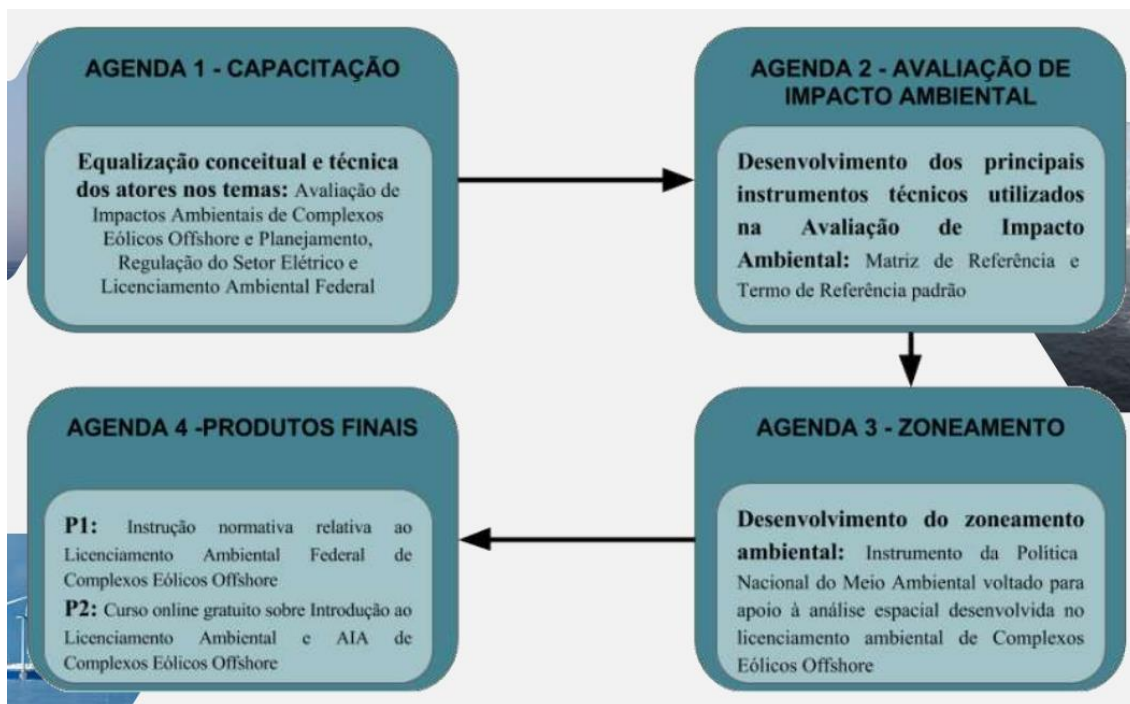 AGENDA 1 - CAPACITAÇÃO
Equalização conceitual e técnica
dos atores nos temas: Avaliação de
Impactos Ambientais de Complexos
Eólicos Offshore e Planejamento,
Regulação do Setor Elétrico e
Licenciamento Ambiental Federal
AGENDA 2 - AVALIAÇÃO DE
IMPACTO AMBIENTAL
Desenvolvimento dos principais
instrumentos técnicos utilizados
na Avaliação de Impacto
Ambiental: Matriz de Referência e
Termo de Referência padrão
AGENDA 3 - ZONEAMENTO
Desenvolvimento do zoneamento
ambiental: Instrumento da Política
Nacional do Meio Ambiental voltado para
apoio à análise espacial desenvolvida no
licenciamento ambiental de Complexos
Eólicos Offshore
AGENDA 4 -PRODUTOS FINAIS
P1: Instrução normativa relativa ao
Licenciamento Ambiental Federal de
Complexos Eólicos Offshore
P2: Curso online gratuito sobre Introdução ao
Licenciamento Ambiental e AIA de
Complexos Eólicos Offshore